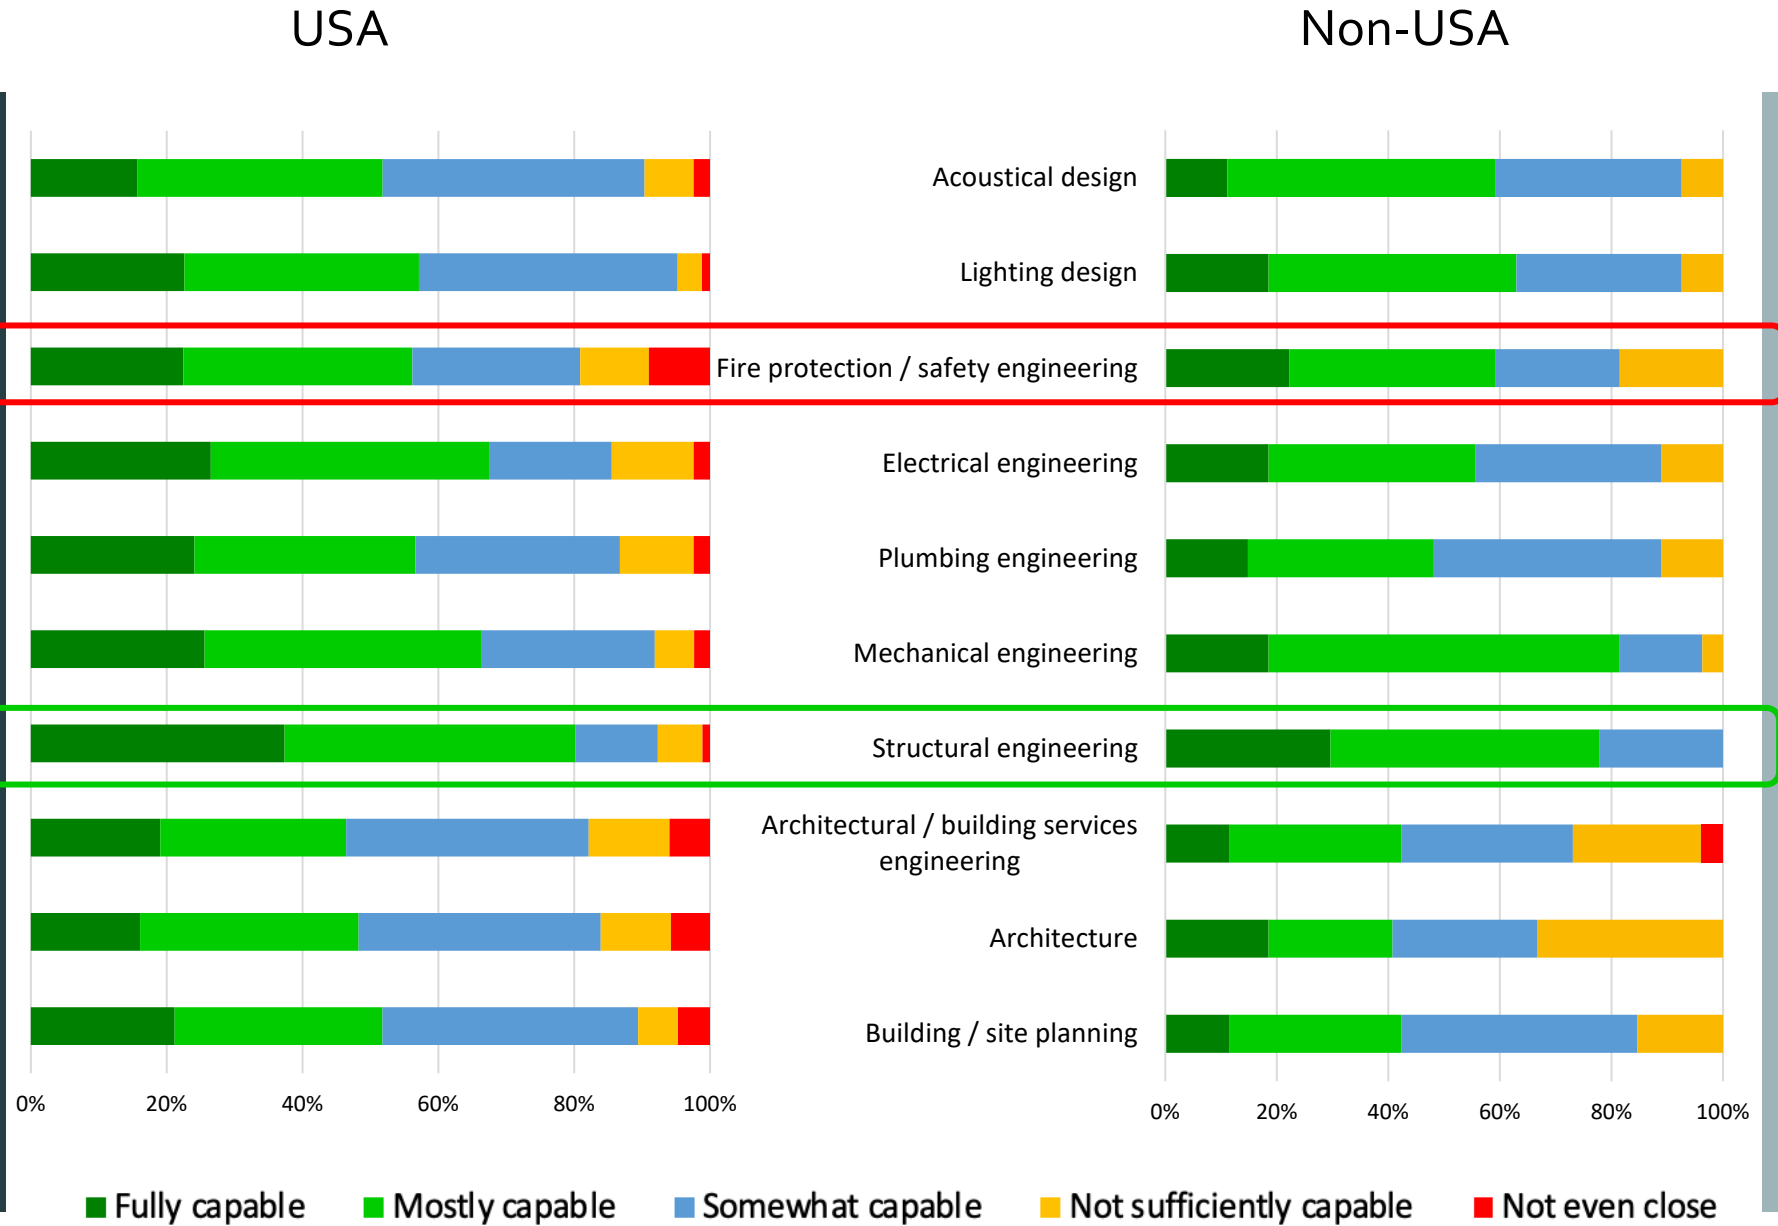 USA
Non-USA
Acoustical design
Lighting design
Fire protection / safety engineering
Electrical engineering
Plumbing engineering
Mechanical engineering
Structural engineering
Architectural / building services
engineering
Architecture
Building / site planning
0% 20% 40% 60% 80% 100%
0% 20% 40% 60% 80% 100%
Fully capable Mostly capable Somewhat capable Not sufficiently capable Not even close